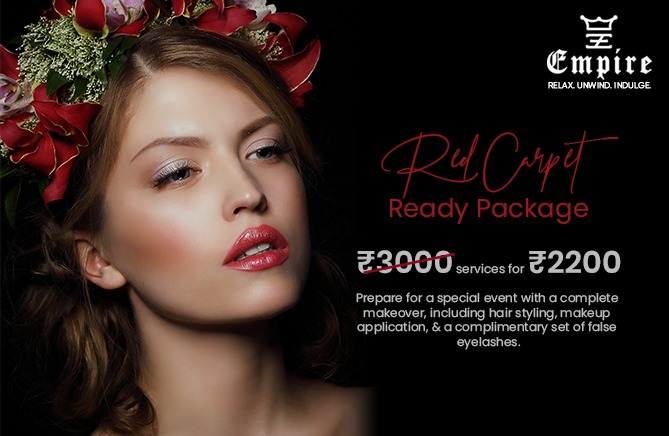 Empire
RELAX. UNWIND. INDULGE.
Red Carpet
Ready Package
₹3000 services for ₹2200
Prepare for a special event with a complete
makeover, including hair styling, makeup
application, & a complimentary set of false
eyelashes.